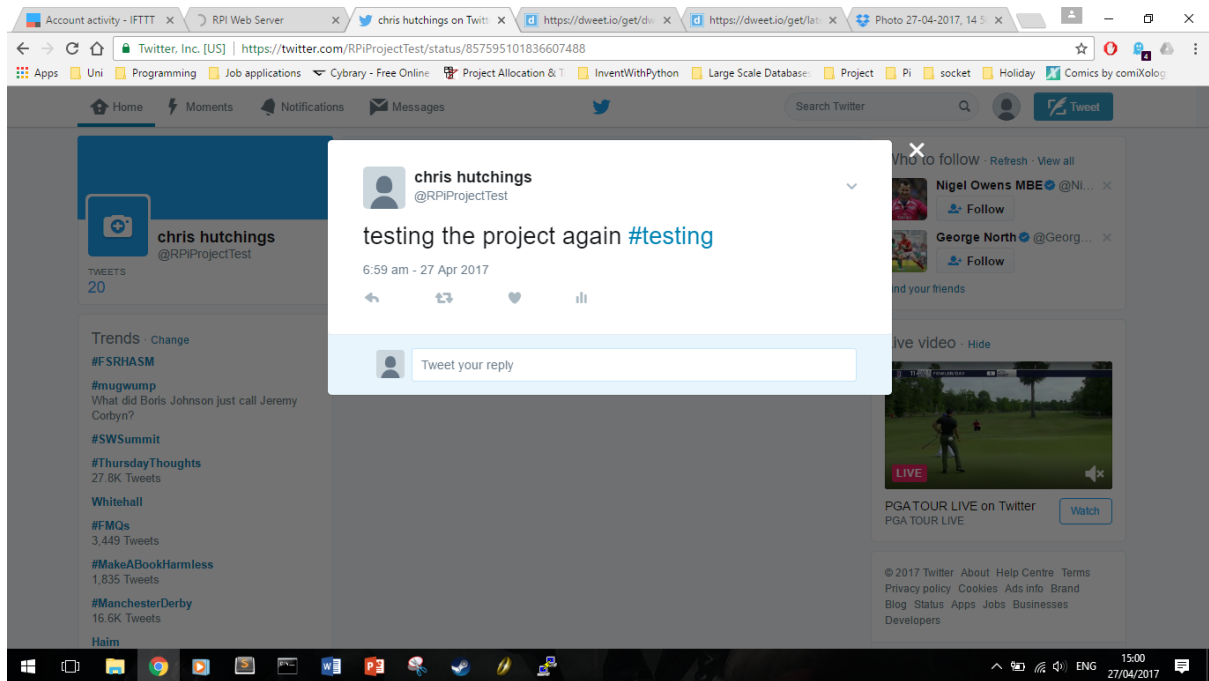 Account activity - IFTTT
RPI Web Server
chris hutchings on Twitt
https://dweet.io/get/dw
https://dweet.io/get/lat
Photo 27-04-2017, 14 5
Twitter, Inc. [US] | https://twitter.com/RPiProjectTest/status/857595101836607488
Apps Uni Programming Job applications Cybrary - Free Online Project Allocation & T InventWithPython Large Scale Database Project Pi socket Holiday Comics by comiXolog
Home Moments Notifications Messages Search Twitter Tweet
chris hutchings
@RPiProjectTest
TWEETS
20
Trends · Change
#FSRHASM
#mugwump
What did Boris Johnson just call Jeremy
Corbyn?
#SWSummit
#ThursdayThoughts
27.8K Tweets
Whitehall
#FMQs
3,449 Tweets
#MakeABookHarmless
1,835 Tweets
#ManchesterDerby
16.6K Tweets
Haim
chris hutchings
@RPiProjectTest
testing the project again #testing
6:59 am - 27 Apr 2017
Tweet your reply
Who to follow · Refresh · View all
Nigel Owens MBE @Ni...
Follow
George North @Georg...
Follow
Find your friends
Live video · Hide
LIVE
PGA TOUR LIVE on Twitter
PGA TOUR LIVE
Watch
© 2017 Twitter About Help Centre Terms
Privacy policy Cookies Ads info Brand
Blog Status Apps Jobs Businesses
Developers
ENG
15:00
27/04/2017